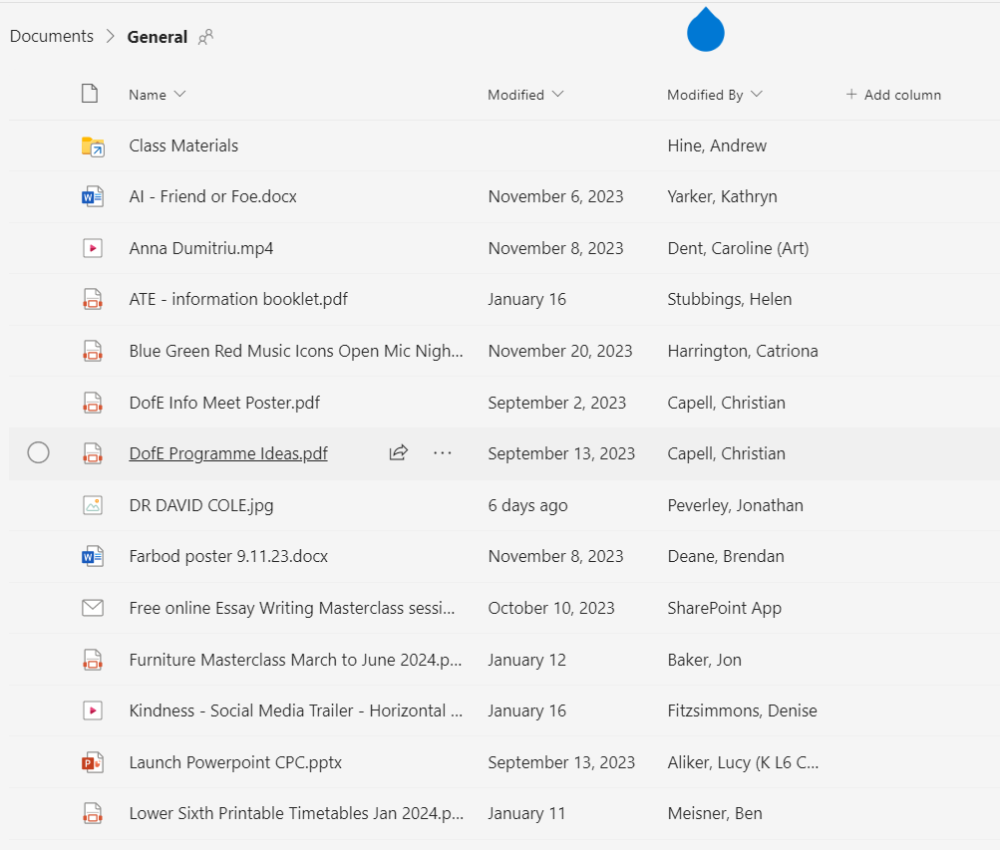 Documents > General
Name Modified Modified By + Add column
Class Materials Hine, Andrew
AI - Friend or Foe.docx November 6, 2023 Yarker, Kathryn
Anna Dumitriu.mp4 November 8, 2023 Dent, Caroline (Art)
ATE - information booklet.pdf January 16 Stubbings, Helen
Blue Green Red Music Icons Open Mic Nigh... November 20, 2023 Harrington, Catriona
DofE Info Meet Poster.pdf September 2, 2023 Capell, Christian
DofE Programme Ideas.pdf ... September 13, 2023 Capell, Christian
DR DAVID COLE.jpg 6 days ago Peverley, Jonathan
Farbod poster 9.11.23.docx November 8, 2023 Deane, Brendan
Free online Essay Writing Masterclass sessi... October 10, 2023 SharePoint App
Furniture Masterclass March to June 2024.p... January 12 Baker, Jon
Kindness - Social Media Trailer - Horizontal ... January 16 Fitzsimmons, Denise
Launch Powerpoint CPC.pptx September 13, 2023 Aliker, Lucy (K L6 C...
Lower Sixth Printable Timetables Jan 2024.p... January 11 Meisner, Ben